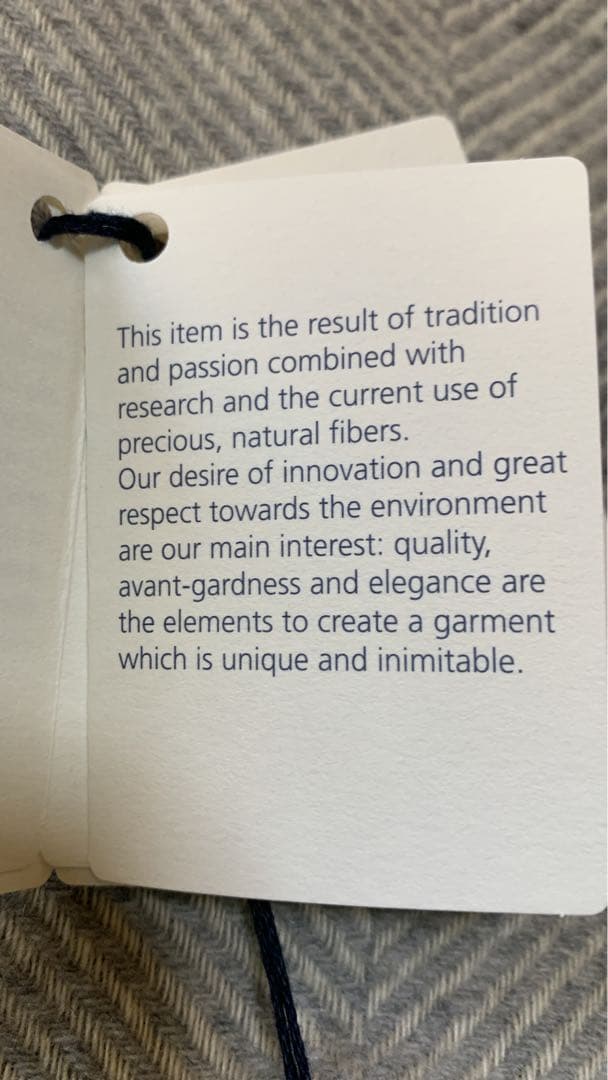 This item is the result of tradition
and passion combined with
research and the current use of
precious, natural fibers.
Our desire of innovation and great
respect towards the environment
are our main interest: quality,
avant-gardness and elegance are
the elements to create a garment
which is unique and inimitable.